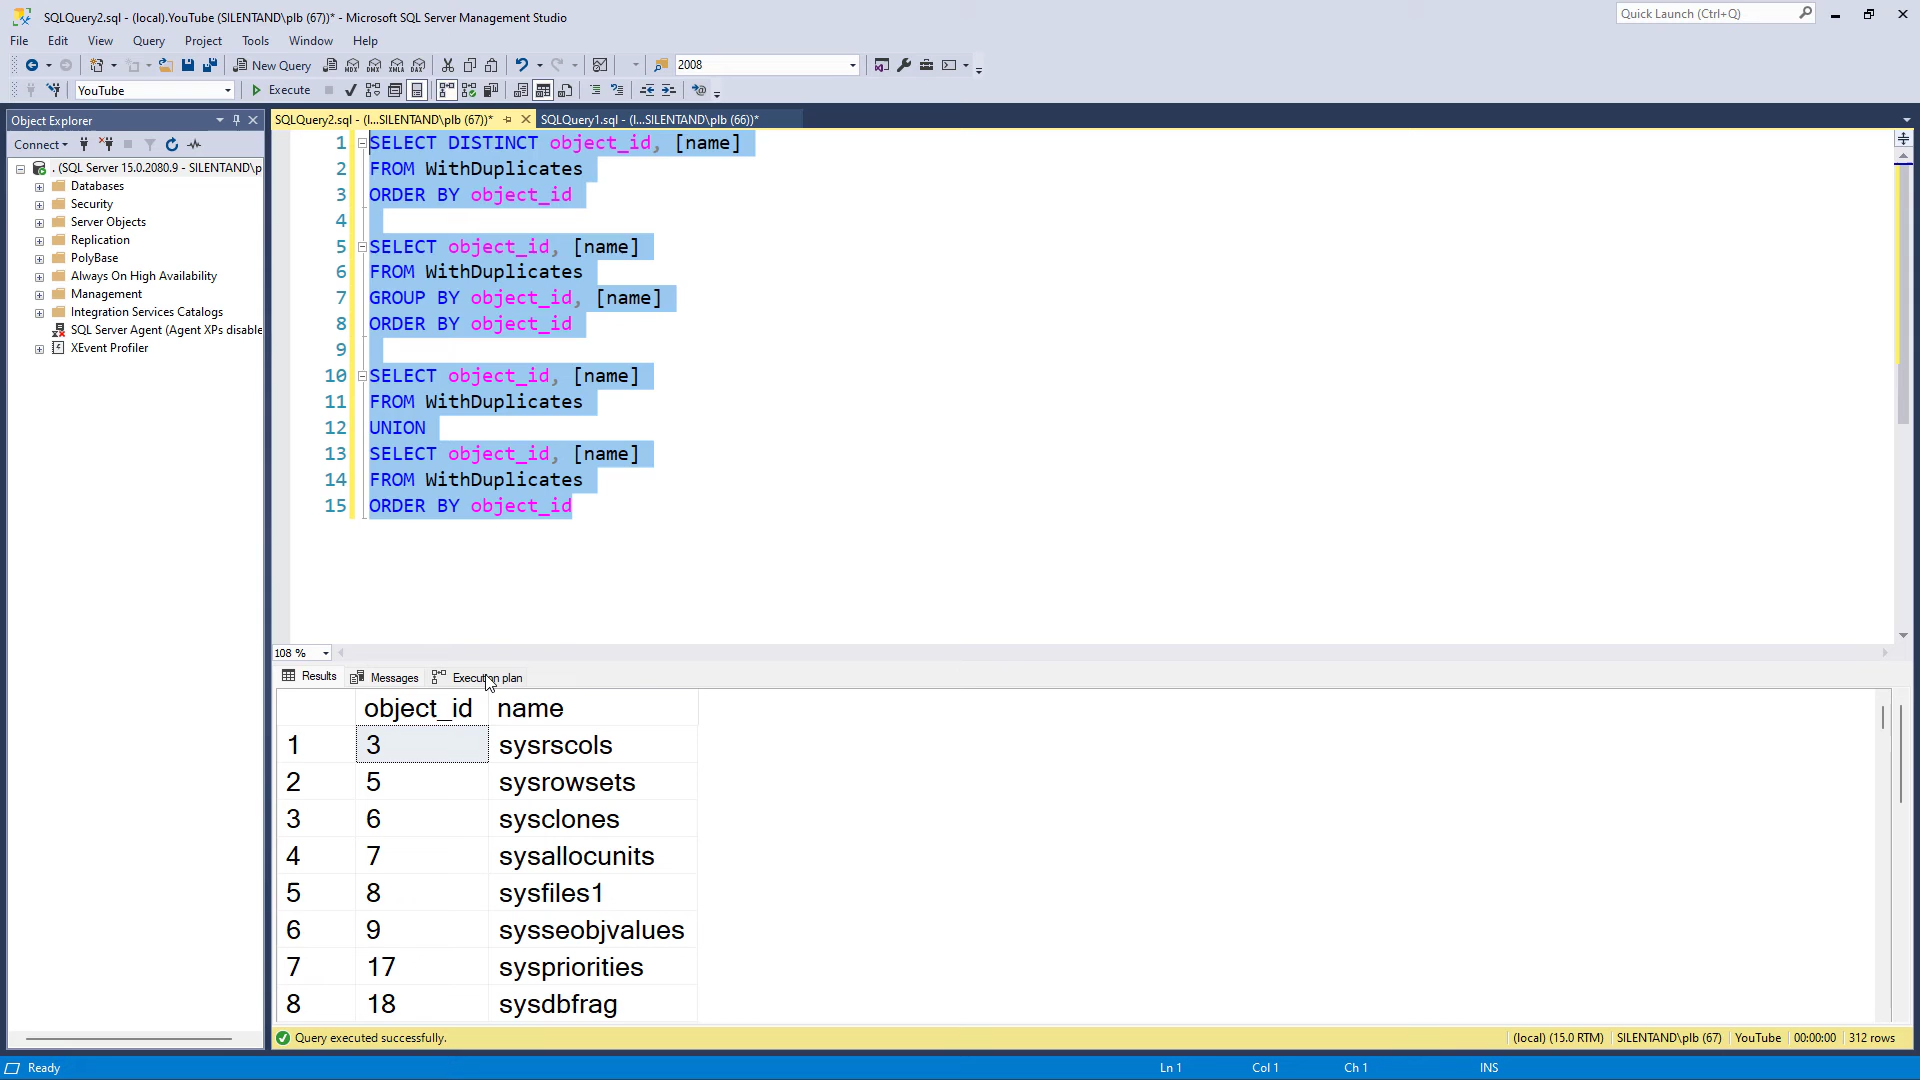 SQLQuery2.sql - (local).YouTube (SILENTAND\plb (67))* - Microsoft SQL Server Management Studio
Quick Launch (Ctrl+Q)
File Edit View Query Project Tools Window Help
New Query
2008
YouTube
Execute
Object Explorer
SQLQuery2.sql - (l...SILENTAND\plb (67))*
SQLQuery1.sql - (l...SILENTAND\plb (66))*
Connect
. (SQL Server 15.0.2080.9 - SILENTAND\p
Databases
Security
Server Objects
Replication
PolyBase
Always On High Availability
Management
Integration Services Catalogs
SQL Server Agent (Agent XPs disable
XEvent Profiler
1 SELECT DISTINCT object_id, [name]
2 FROM WithDuplicates
3 ORDER BY object_id
4
5 SELECT object_id, [name]
6 FROM WithDuplicates
7 GROUP BY object_id, [name]
8 ORDER BY object_id
9
10 SELECT object_id, [name]
11 FROM WithDuplicates
12 UNION
13 SELECT object_id, [name]
14 FROM WithDuplicates
15 ORDER BY object_id
108 %
Results Messages Execution plan
object_id name
1 3 sysrscols
2 5 sysrowsets
3 6 sysclones
4 7 sysallocunits
5 8 sysfiles1
6 9 sysseobjvalues
7 17 syspriorities
8 18 sysdbfrag
Query executed successfully.
(local) (15.0 RTM) SILENTAND\plb (67) YouTube 00:00:00 312 rows
Ready
Ln 1 Col 1 Ch 1 INS